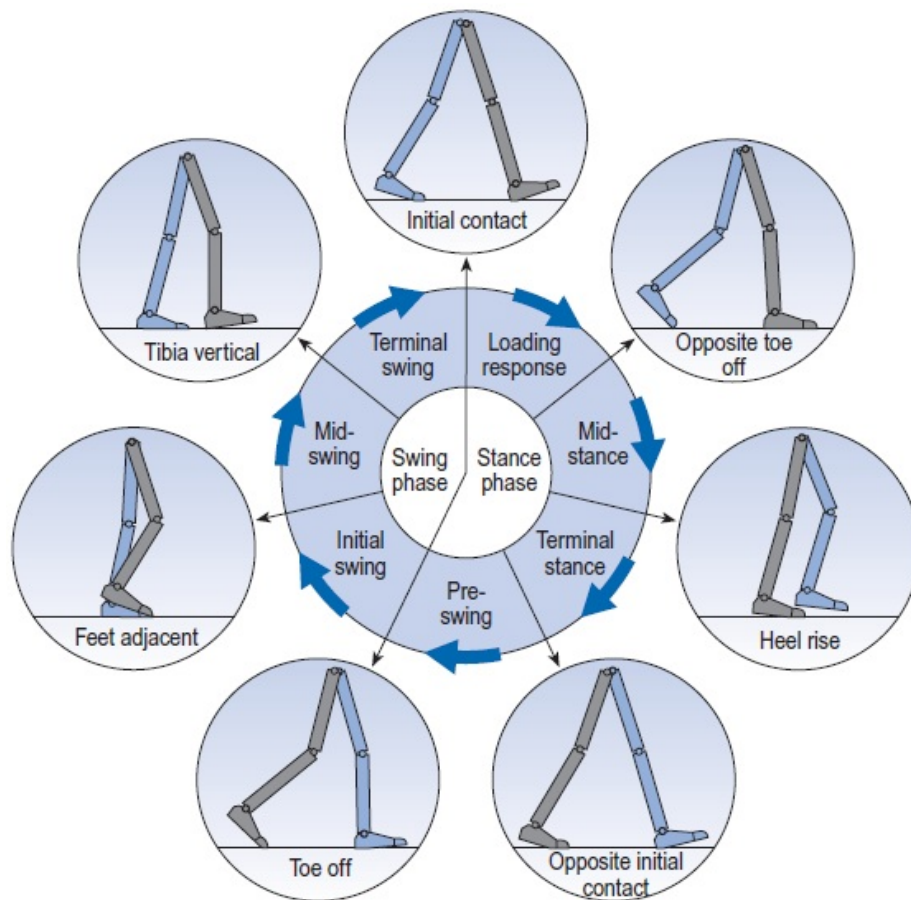 Initial contact
Opposite toe
off
Heel rise
Opposite initial
contact
Toe off
Feet adjacent
Tibia vertical
Loading
response
Mid-
stance
Terminal
stance
Pre-
swing
Initial
swing
Mid-
swing
Terminal
swing
Swing
phase
Stance
phase